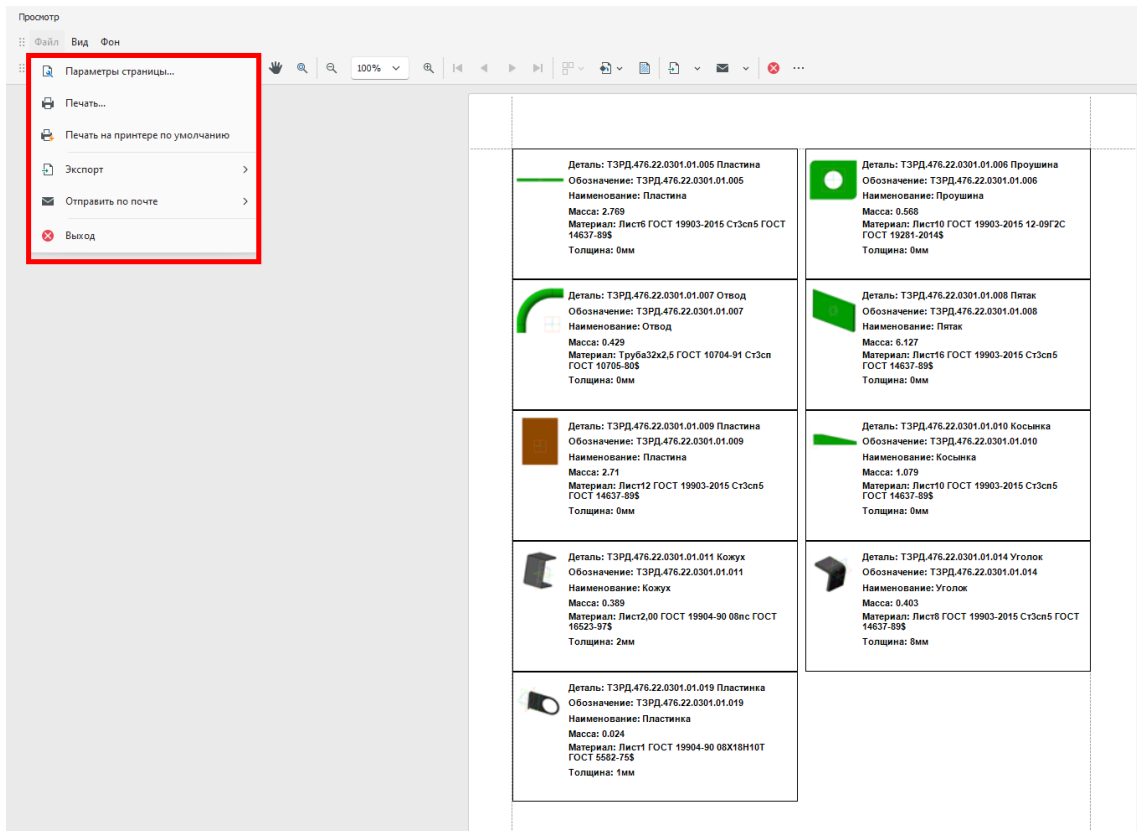 Просмотр
Файл Вид Фон
100%
Параметры страницы...
Печать...
Печать на принтере по умолчанию
Экспорт
Отправить по почте
Выход
Деталь: ТЗРД.476.22.0301.01.005 Пластина
Обозначение: ТЗРД.476.22.0301.01.005
Наименование: Пластина
Масса: 2.769
Материал: Лист6 ГОСТ 19903-2015 Ст3сп5 ГОСТ
14637-89$
Толщина: 0мм
Деталь: ТЗРД.476.22.0301.01.006 Проушина
Обозначение: ТЗРД.476.22.0301.01.006
Наименование: Проушина
Масса: 0.568
Материал: Лист10 ГОСТ 19903-2015 12-09Г2С
ГОСТ 19281-2014$
Толщина: 0мм
Деталь: ТЗРД.476.22.0301.01.007 Отвод
Обозначение: ТЗРД.476.22.0301.01.007
Наименование: Отвод
Масса: 0.429
Материал: Труба32х2,5 ГОСТ 10704-91 Ст3сп
ГОСТ 10705-80$
Толщина: 0мм
Деталь: ТЗРД.476.22.0301.01.008 Пятак
Обозначение: ТЗРД.476.22.0301.01.008
Наименование: Пятак
Масса: 6.127
Материал: Лист16 ГОСТ 19903-2015 Ст3сп5
ГОСТ 14637-89$
Толщина: 0мм
Деталь: ТЗРД.476.22.0301.01.009 Пластина
Обозначение: ТЗРД.476.22.0301.01.009
Наименование: Пластина
Масса: 2.71
Материал: Лист12 ГОСТ 19903-2015 Ст3сп5
ГОСТ 14637-89$
Толщина: 0мм
Деталь: ТЗРД.476.22.0301.01.010 Косынка
Обозначение: ТЗРД.476.22.0301.01.010
Наименование: Косынка
Масса: 1.079
Материал: Лист10 ГОСТ 19903-2015 Ст3сп5
ГОСТ 14637-89$
Толщина: 0мм
Деталь: ТЗРД.476.22.0301.01.011 Кожух
Обозначение: ТЗРД.476.22.0301.01.011
Наименование: Кожух
Масса: 0.389
Материал: Лист2,00 ГОСТ 19904-90 08пс ГОСТ
16523-97$
Толщина: 2мм
Деталь: ТЗРД.476.22.0301.01.014 Уголок
Обозначение: ТЗРД.476.22.0301.01.014
Наименование: Уголок
Масса: 0.403
Материал: Лист8 ГОСТ 19903-2015 Ст3сп5 ГОСТ
14637-89$
Толщина: 8мм
Деталь: ТЗРД.476.22.0301.01.019 Пластинка
Обозначение: ТЗРД.476.22.0301.01.019
Наименование: Пластинка
Масса: 0.024
Материал: Лист1 ГОСТ 19904-90 08Х18Н10Т
ГОСТ 5582-75$
Толщина: 1мм